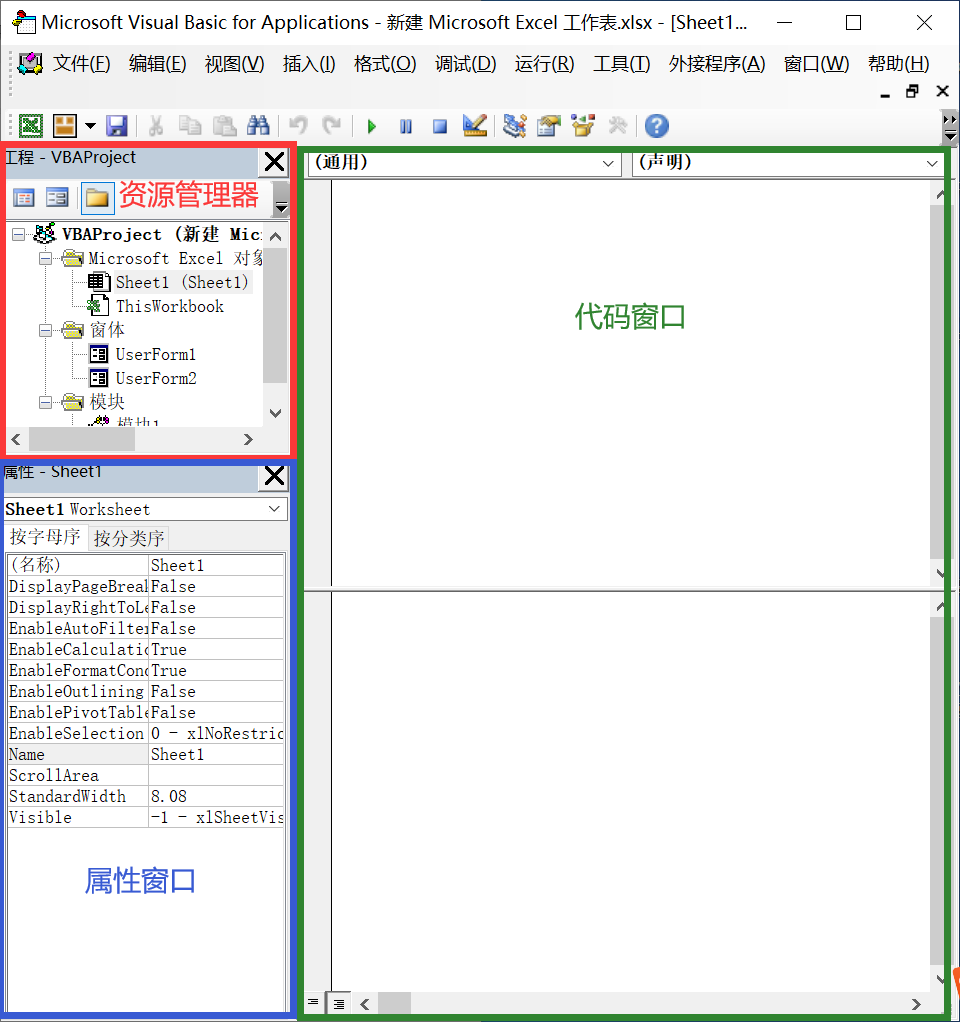 Microsoft Visual Basic for Applications - 新建 Microsoft Excel 工作表.xlsx - [Sheet1...
文件(F) 编辑(E) 视图(V) 插入(I) 格式(O) 调试(D) 运行(R) 工具(T) 外接程序(A) 窗口(W) 帮助(H)
工程 - VBAProject
资源管理器
VBAProject (新建 Mic
Microsoft Excel 对象
Sheet1 (Sheet1)
ThisWorkbook
窗体
UserForm1
UserForm2
模块
模块1
(通用) (声明)
代码窗口
属性 - Sheet1
Sheet1 Worksheet
按字母序 按分类序
(名称) Sheet1
DisplayPageBreak False
DisplayRightToLe False
EnableAutoFilter False
EnableCalculatio True
EnableFormatCond True
EnableOutlining False
EnablePivotTable False
EnableSelection 0 - xlNoRestric
Name Sheet1
ScrollArea
StandardWidth 8.08
Visible -1 - xlSheetVis
属性窗口